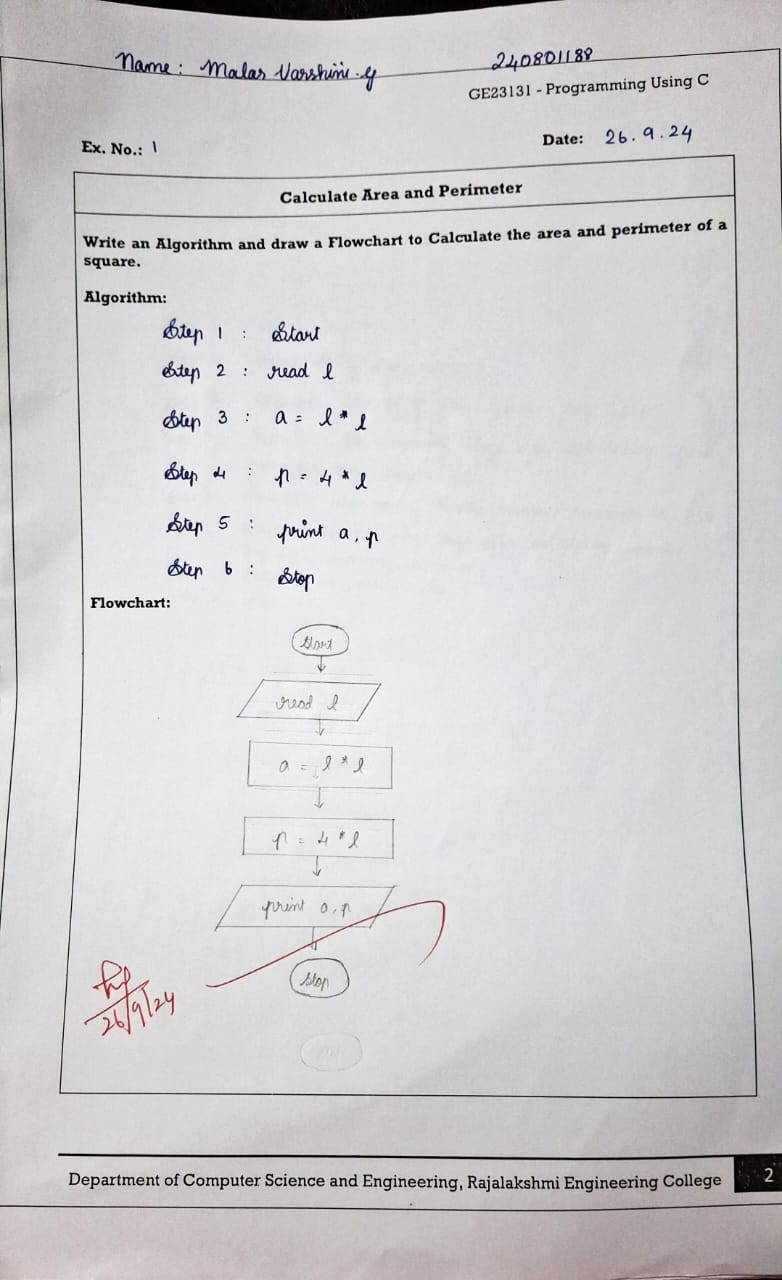 Name: Malar Varshini.G
240801188
GE23131 - Programming Using C
Ex. No.: 1
Date: 26.9.24
Calculate Area and Perimeter
Write an Algorithm and draw a Flowchart to Calculate the area and perimeter of a
square.
Algorithm:
Step 1 : Start
Step 2 : read l
Step 3 : a = l * l
Step 4 : p = 4 * l
Step 5 : print a, p
Step 6 : Stop
Flowchart:
Start
read l
a = l * l
p = 4 * l
print a, p
Stop
26/9/24
Department of Computer Science and Engineering, Rajalakshmi Engineering College
2